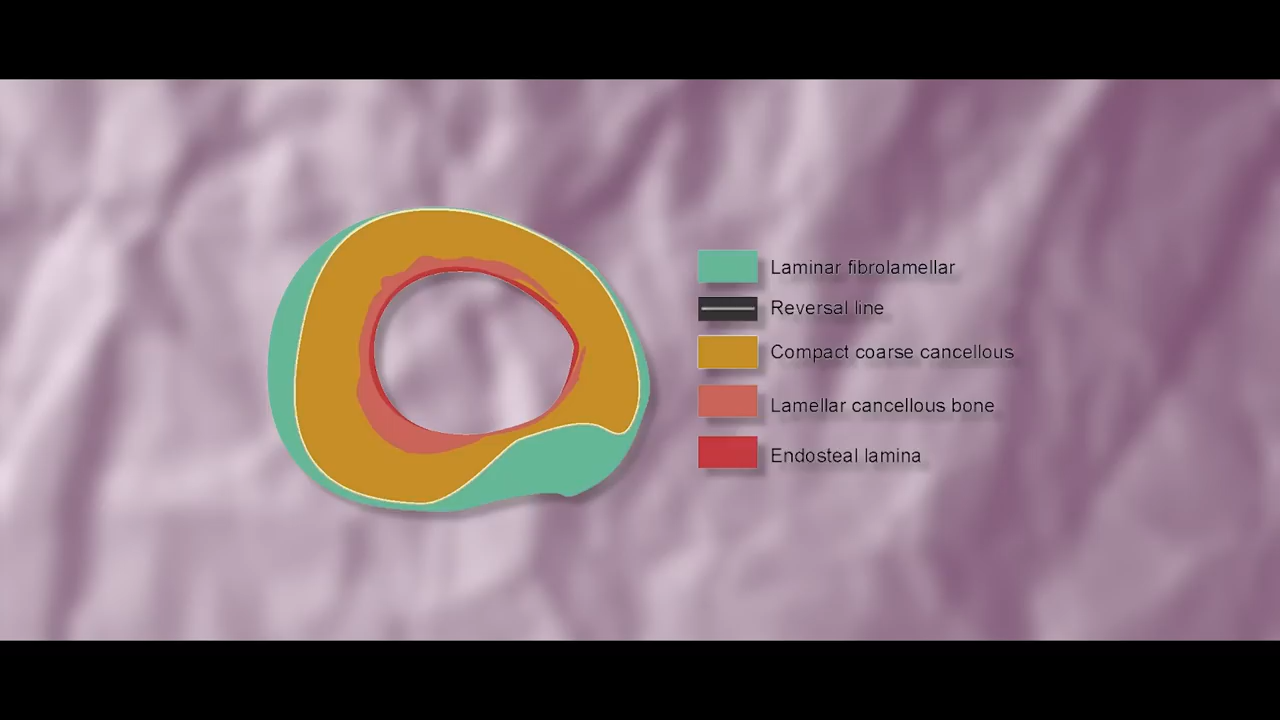 Laminar fibrolamellar
Reversal line
Compact coarse cancellous
Lamellar cancellous bone
Endosteal lamina